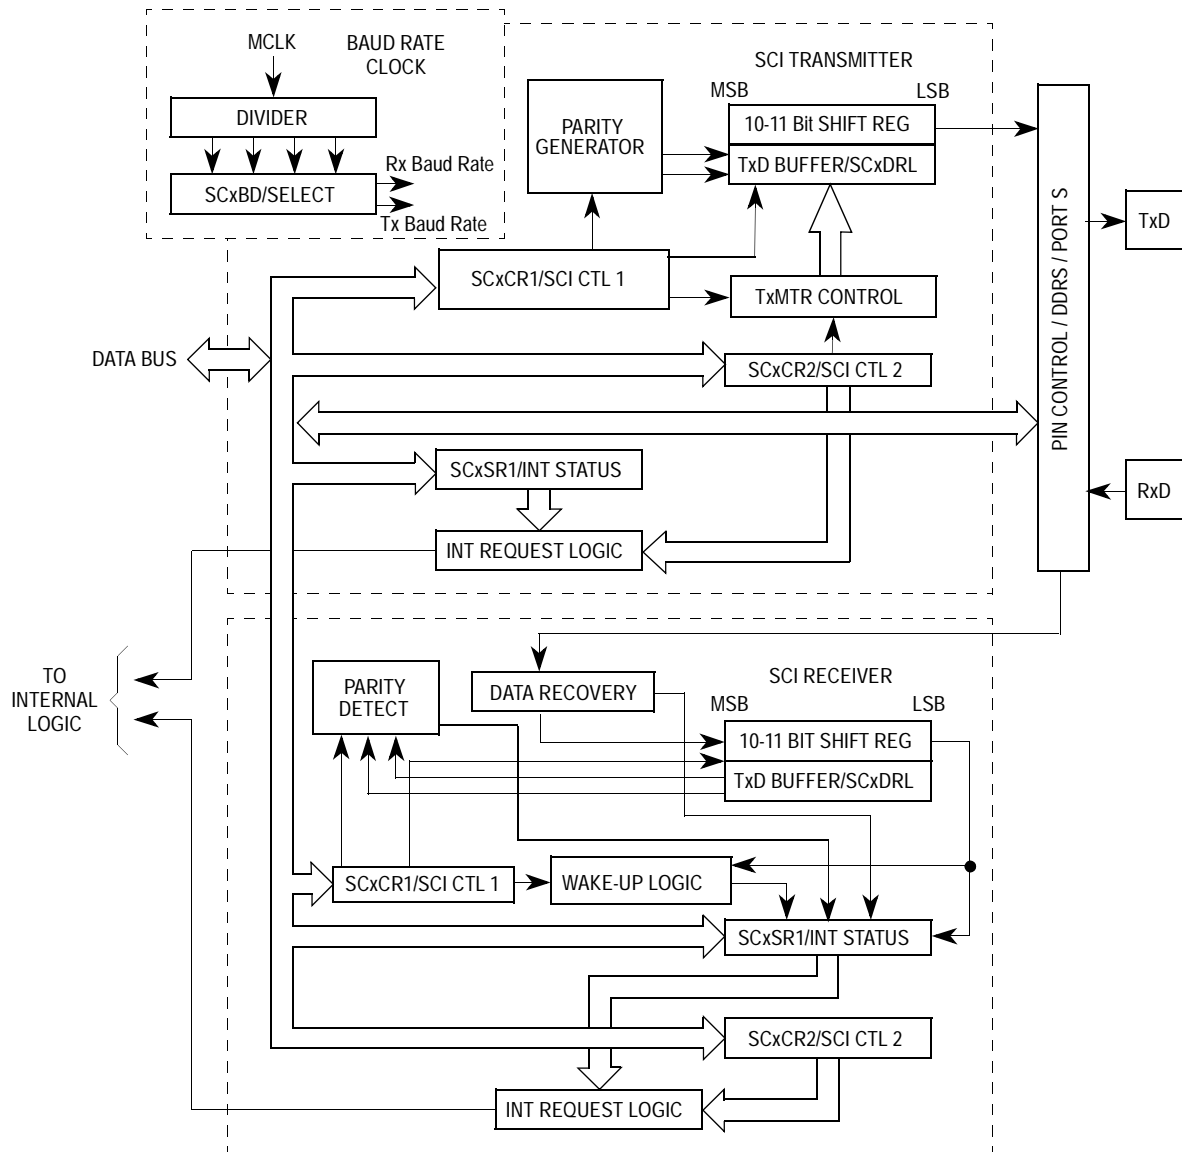 MCLK
BAUD RATE
CLOCK
DIVIDER
SCxBD/SELECT
Rx Baud Rate
Tx Baud Rate
SCI TRANSMITTER
MSB
LSB
PARITY
GENERATOR
10-11 Bit SHIFT REG
TxD BUFFER/SCxDRL
SCxCR1/SCI CTL 1
TxMTR CONTROL
DATA BUS
SCxCR2/SCI CTL 2
SCxSR1/INT STATUS
INT REQUEST LOGIC
PIN CONTROL / DDRS / PORT S
TxD
RxD
TO
INTERNAL
LOGIC
SCI RECEIVER
PARITY
DETECT
DATA RECOVERY
MSB
LSB
10-11 BIT SHIFT REG
TxD BUFFER/SCxDRL
SCxCR1/SCI CTL 1
WAKE-UP LOGIC
SCxSR1/INT STATUS
SCxCR2/SCI CTL 2
INT REQUEST LOGIC